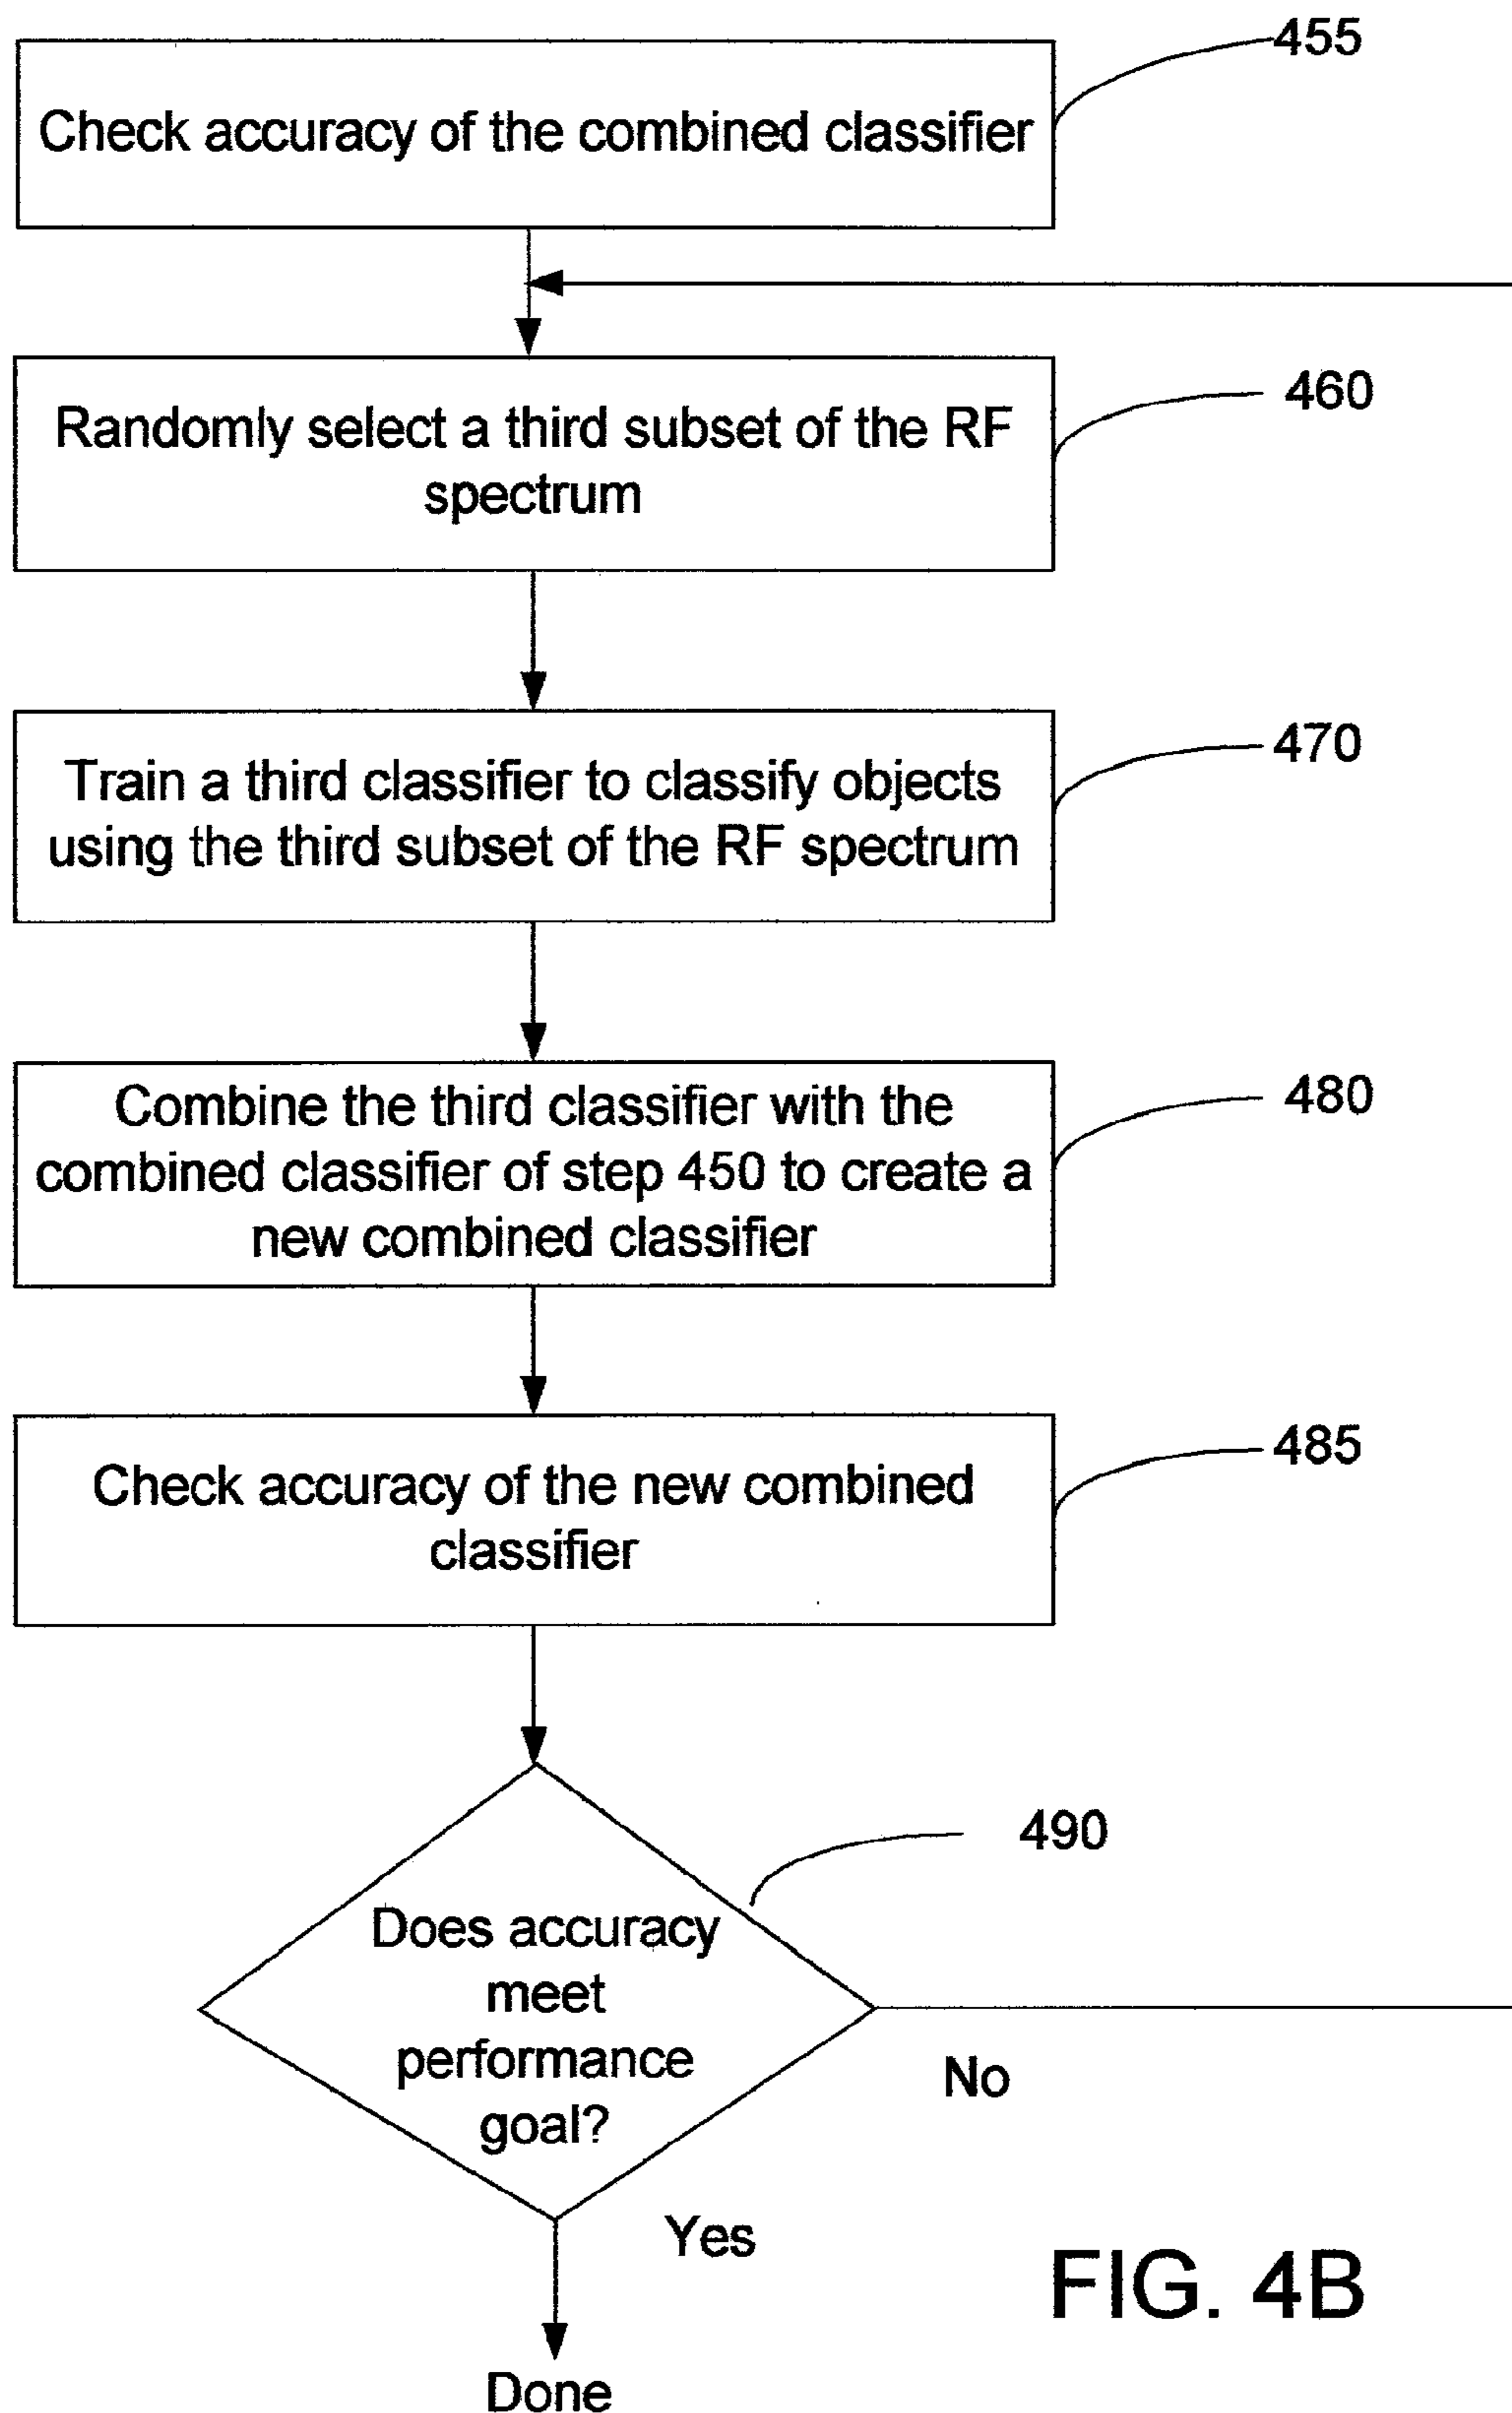 455
Check accuracy of the combined classifier
460
Randomly select a third subset of the RF
spectrum
470
Train a third classifier to classify objects
using the third subset of the RF spectrum
480
Combine the third classifier with the
combined classifier of step 450 to create a
new combined classifier
485
Check accuracy of the new combined
classifier
490
Does accuracy
meet
performance
goal?
No
Yes
Done
FIG. 4B